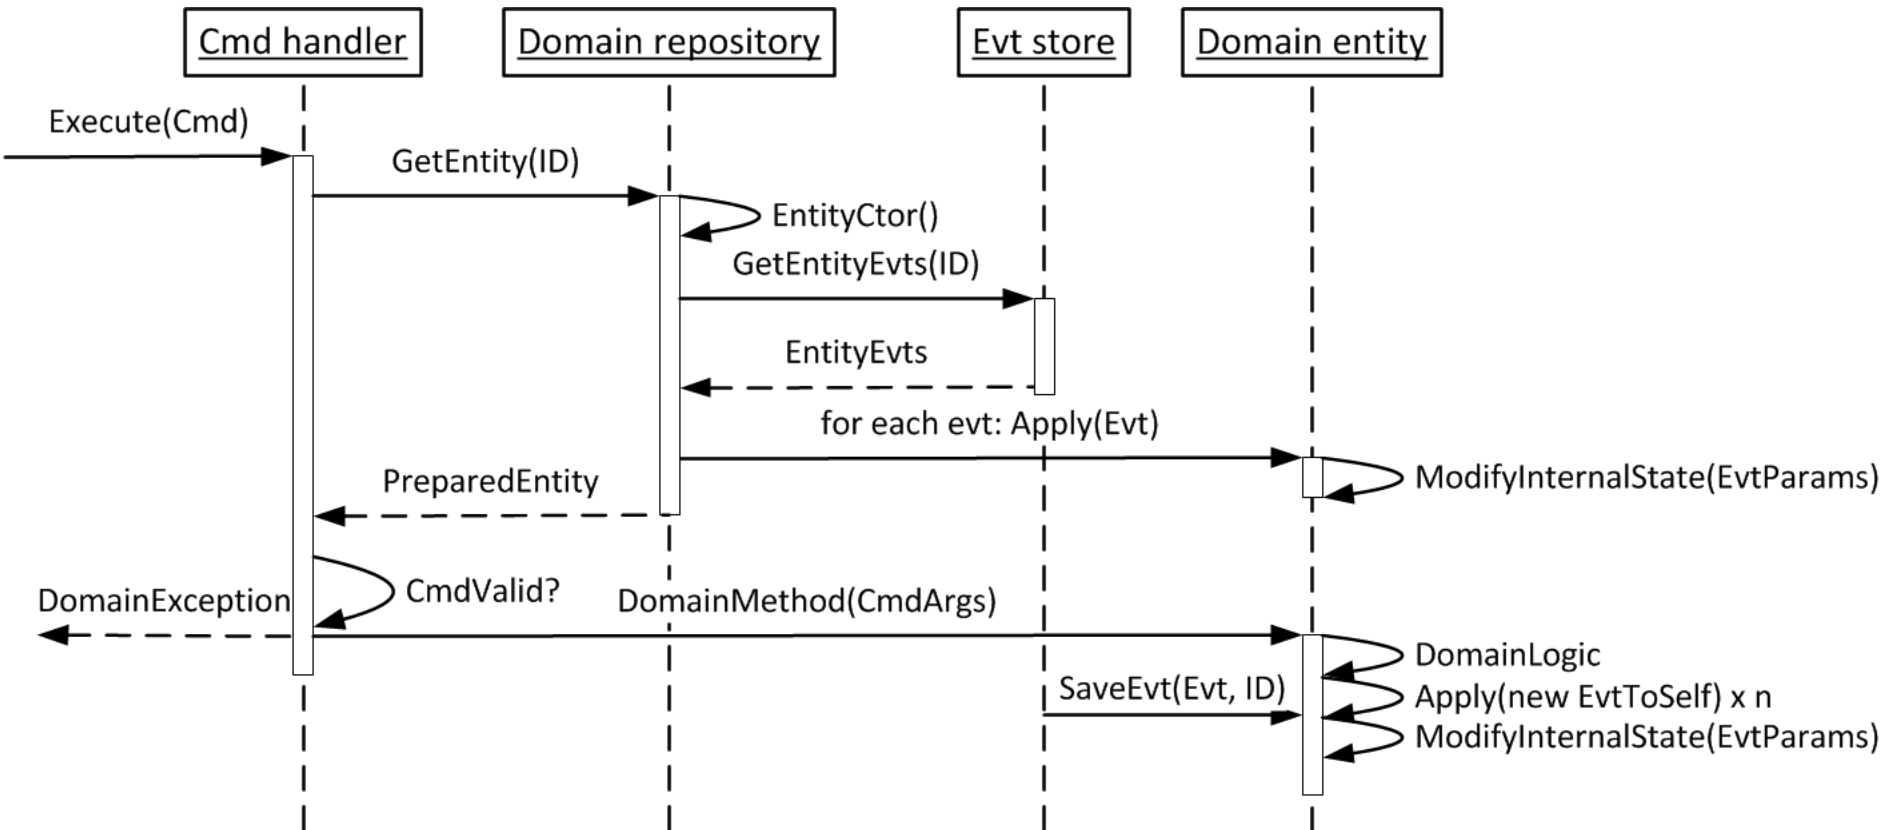 Cmd handler
Domain repository
Evt store
Domain entity
Execute(Cmd)
GetEntity(ID)
EntityCtor()
GetEntityEvts(ID)
EntityEvts
for each evt: Apply(Evt)
ModifyInternalState(EvtParams)
PreparedEntity
CmdValid?
DomainException
DomainMethod(CmdArgs)
DomainLogic
SaveEvt(Evt, ID)
Apply(new EvtToSelf) x n
ModifyInternalState(EvtParams)